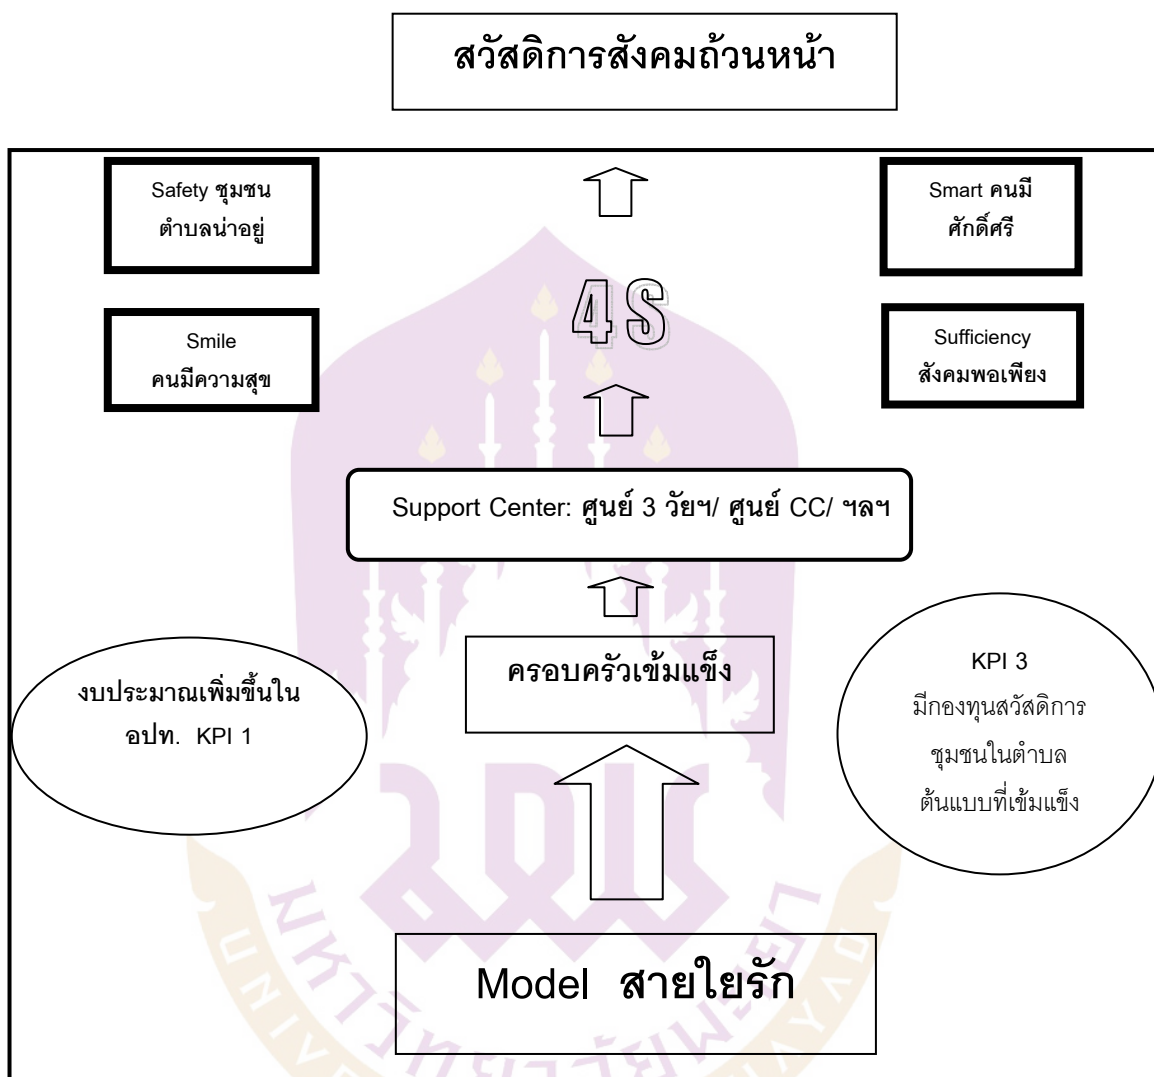 สวัสดิการสังคมถ้วนหน้า
Safety ชุมชน
ตำบลน่าอยู่
Smart คนมี
ศักดิ์ศรี
4S
Smile
คนมีความสุข
Sufficiency
สังคมพอเพียง
Support Center: ศูนย์ 3 วัยฯ/ ศูนย์ CC/ ฯลฯ
ครอบครัวเข้มแข็ง
งบประมาณเพิ่มขึ้นใน
อปท. KPI 1
KPI 3
มีกองทุนสวัสดิการ
ชุมชนในตำบล
ต้นแบบที่เข้มแข็ง
Model สายใยรัก